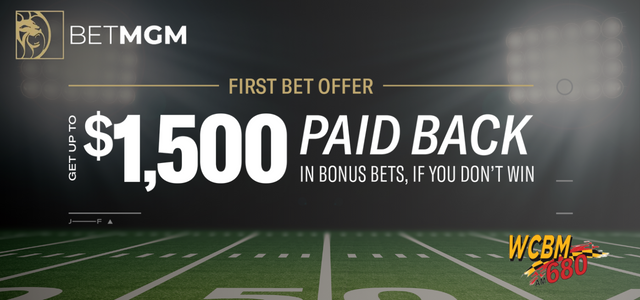 BETMGM
FIRST BET OFFER
GET UP TO
$1,500
PAID BACK
IN BONUS BETS, IF YOU DON'T WIN
J F
WCBM
AM 680
50